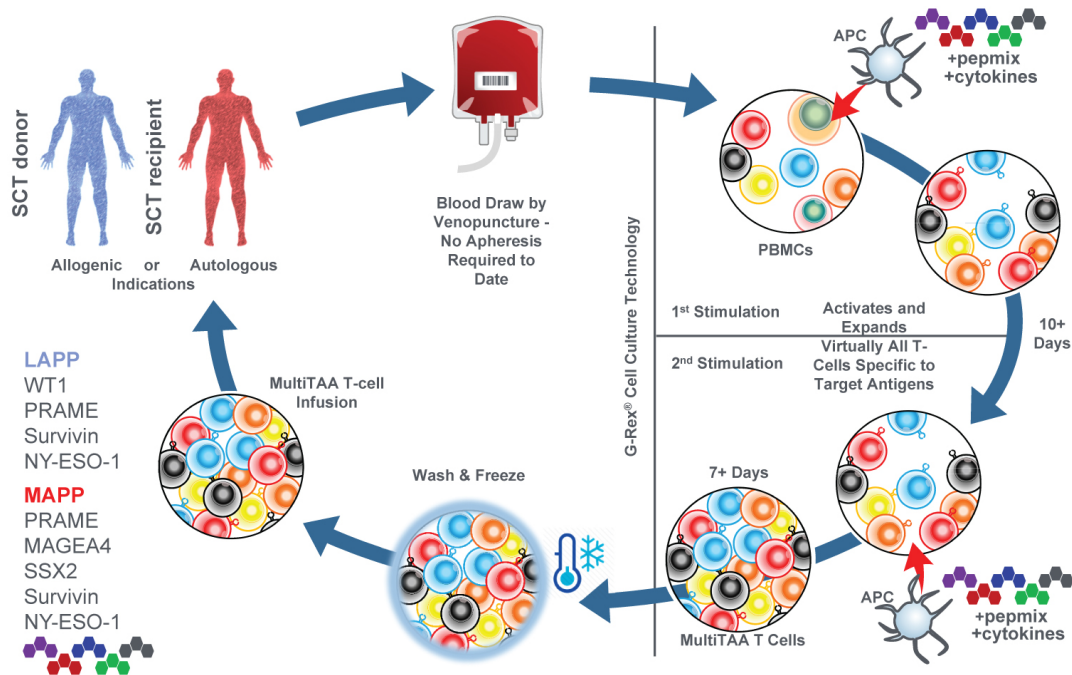 SCT donor
SCT recipient
Allogenic or Autologous
Indications
Blood Draw by
Venopuncture -
No Apheresis
Required to
Date
G-Rex® Cell Culture Technology
APC
+pepmix
+cytokines
PBMCs
1st Stimulation
Activates and
Expands
Virtually All T-
Cells Specific to
Target Antigens
2nd Stimulation
10+
Days
APC
+pepmix
+cytokines
7+ Days
MultiTAA T Cells
Wash & Freeze
MultiTAA T-cell
Infusion
LAPP
WT1
PRAME
Survivin
NY-ESO-1
MAPP
PRAME
MAGEA4
SSX2
Survivin
NY-ESO-1